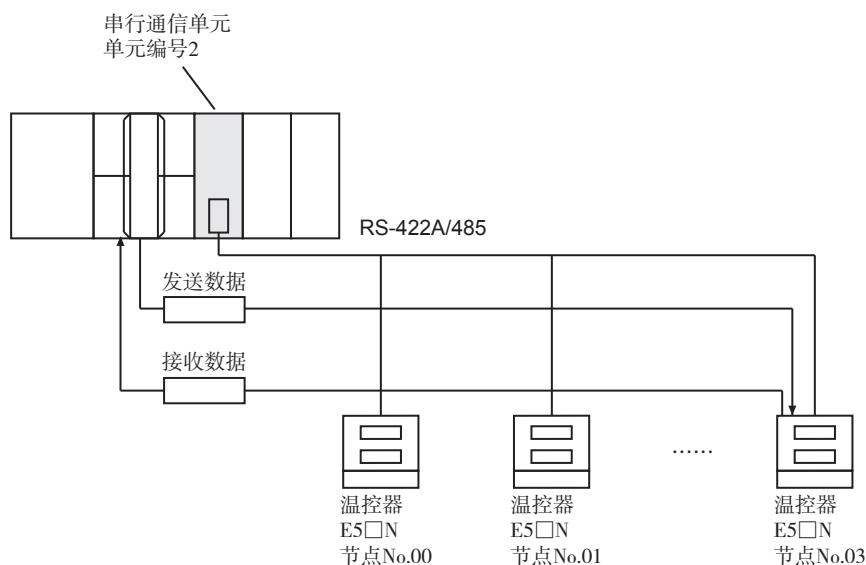 串行通信单元
单元编号2
RS-422A/485
发送数据
接收数据
......
温控器
E5□N
节点No.00
温控器
E5□N
节点No.01
温控器
E5□N
节点No.03